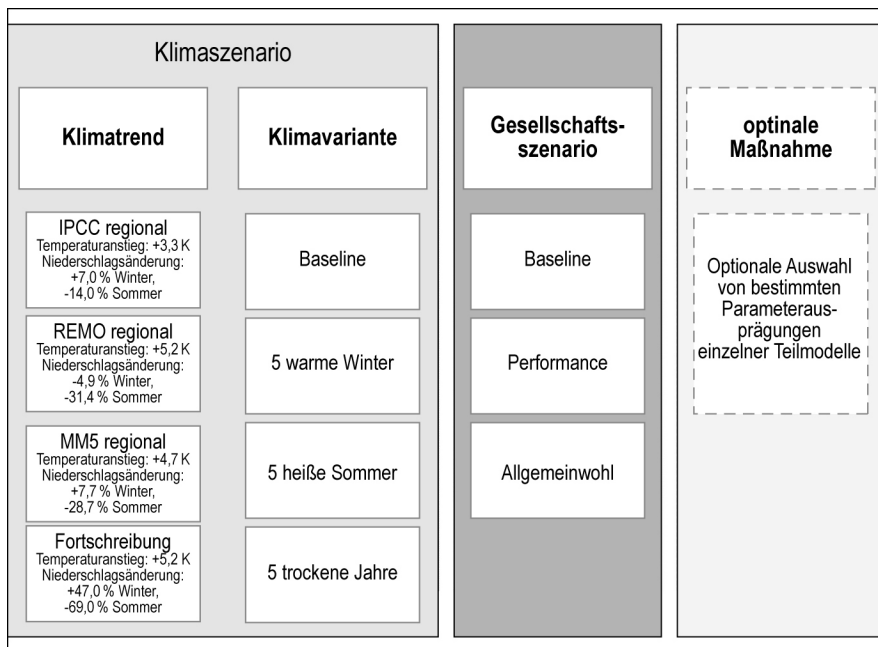 Klimaszenario
Klimatrend
IPCC regional
Temperaturanstieg: +3,3 K
Niederschlagsänderung:
+7,0 % Winter,
-14,0 % Sommer
REMO regional
Temperaturanstieg: +5,2 K
Niederschlagsänderung:
-4,9 % Winter,
-31,4 % Sommer
MM5 regional
Temperaturanstieg: +4,7 K
Niederschlagsänderung:
+7,7 % Winter,
-28,7 % Sommer
Fortschreibung
Temperaturanstieg: +5,2 K
Niederschlagsänderung:
+47,0 % Winter,
-69,0 % Sommer
Klimavariante
Baseline
5 warme Winter
5 heiße Sommer
5 trockene Jahre
Gesellschafts-
szenario
Baseline
Performance
Allgemeinwohl
optinale
Maßnahme
Optionale Auswahl
von bestimmten
Parameteraus-
prägungen
einzelner Teilmodelle